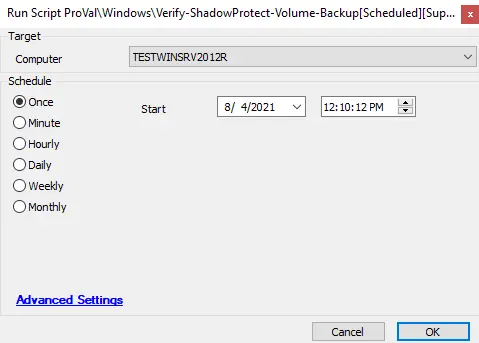 Run Script ProVal\Windows\Verify-ShadowProtect-Volume-Backup[Scheduled][Sup... x
Target
Computer TESTWINSRV2012R
Schedule
Once Start 8/ 4/2021 12:10:12 PM
Minute
Hourly
Daily
Weekly
Monthly
Advanced Settings
Cancel OK